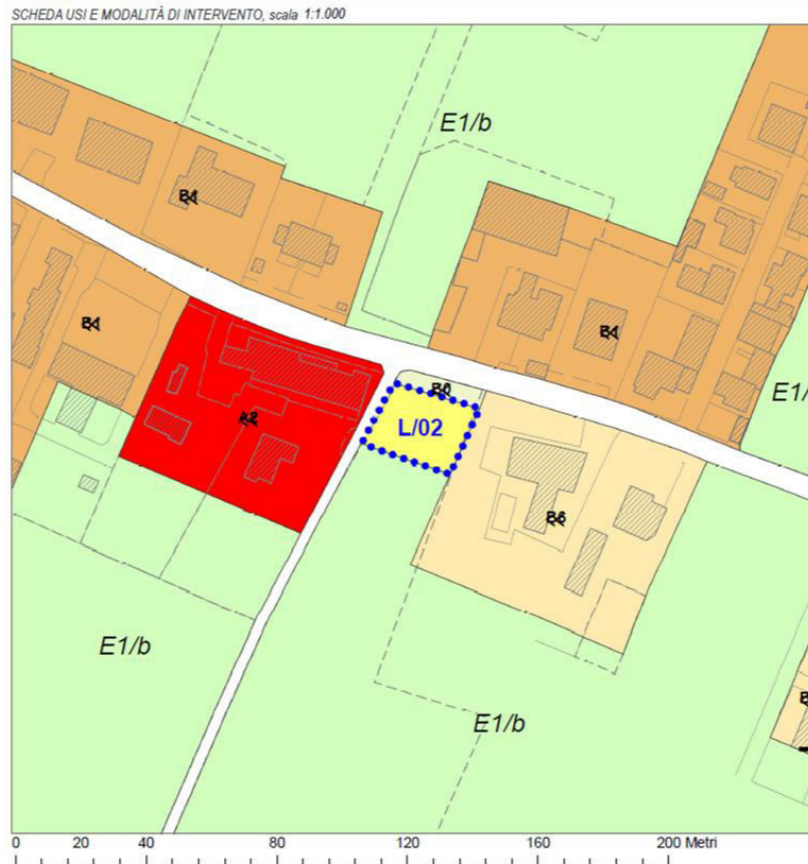 SCHEDA USI E MODALITÀ DI INTERVENTO, scala 1:1.000
E1/b
B4
B4
B4
E1/
B6
L/02
A2
B6
E1/b
E1/b
0 20 40 80 120 160 200 Metri